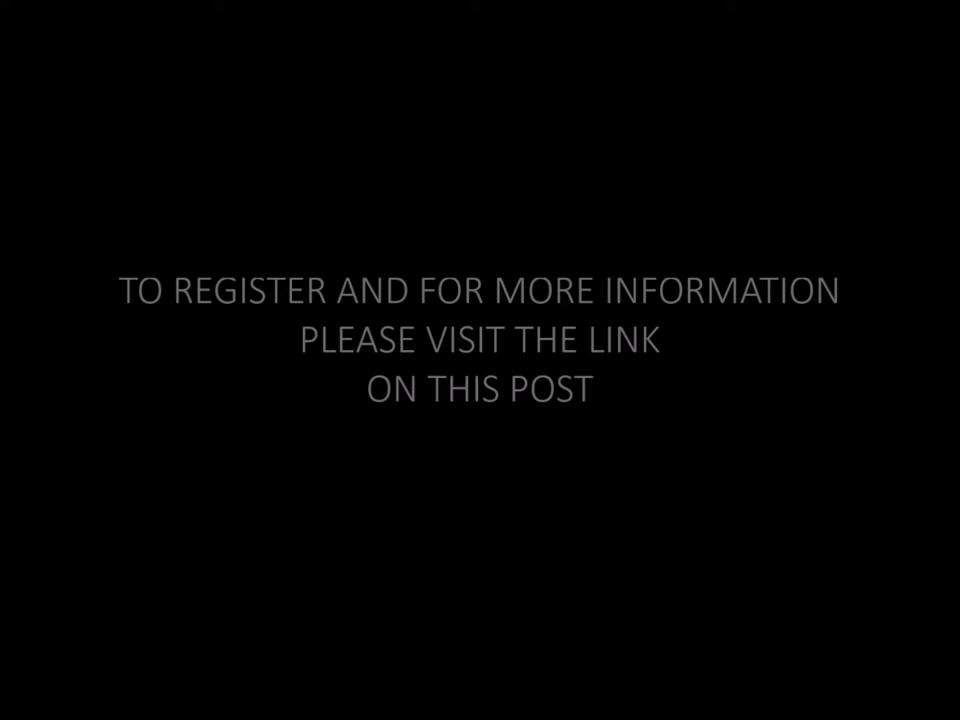 TO REGISTER AND FOR MORE INFORMATION
PLEASE VISIT THE LINK
ON THIS POST